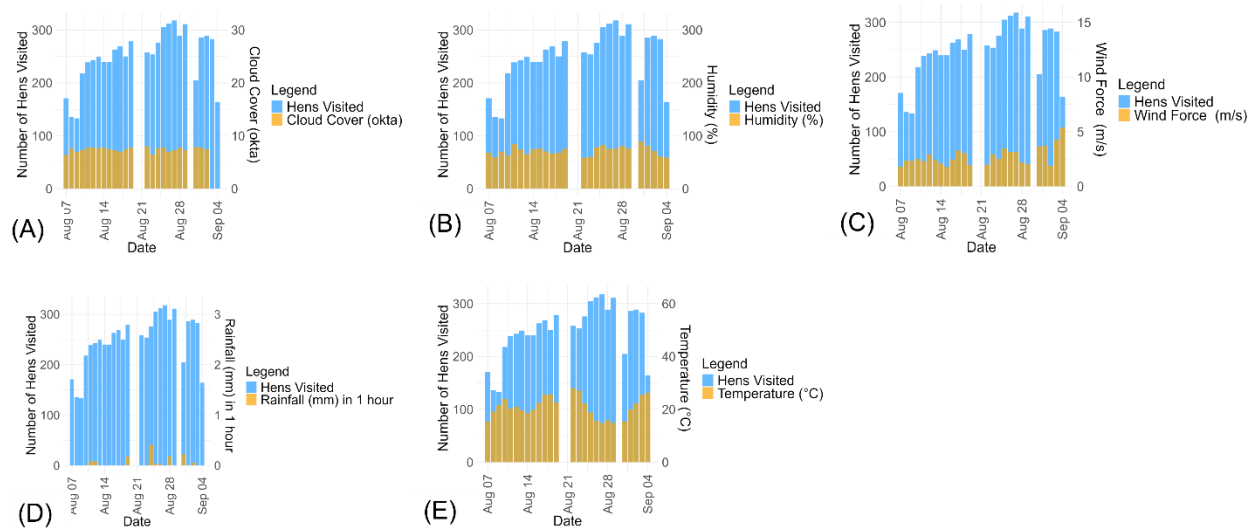 Number of Hens Visited
300
200
100
0
30
20
10
0
Cloud Cover (okta)
Legend
Hens Visited
Cloud Cover (okta)
Aug 07
Aug 14
Aug 21
Aug 28
Sep 04
Date
(A)
Number of Hens Visited
300
200
100
0
300
200
100
0
Humidity (%)
Legend
Hens Visited
Humidity (%)
Aug 07
Aug 14
Aug 21
Aug 28
Sep 04
Date
(B)
Number of Hens Visited
300
200
100
0
15
10
5
0
Wind Force (m/s)
Legend
Hens Visited
Wind Force (m/s)
Aug 07
Aug 14
Aug 21
Aug 28
Sep 04
Date
(C)
Number of Hens Visited
300
200
100
0
3
2
1
0
Rainfall (mm) in 1 hour
Legend
Hens Visited
Rainfall (mm) in 1 hour
Aug 07
Aug 14
Aug 21
Aug 28
Sep 04
Date
(D)
Number of Hens Visited
300
200
100
0
60
40
20
0
Temperature (°C)
Legend
Hens Visited
Temperature (°C)
Aug 07
Aug 14
Aug 21
Aug 28
Sep 04
Date
(E)